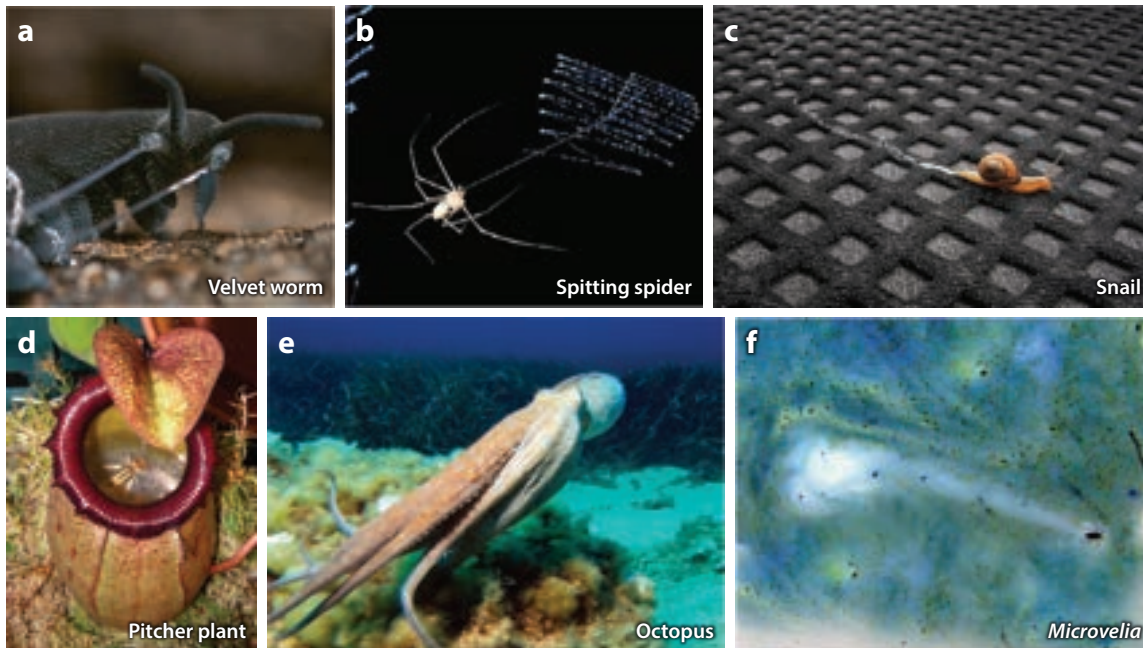 a
Velvet worm
b
Spitting spider
c
Snail
d
Pitcher plant
e
Octopus
f
Microvelia